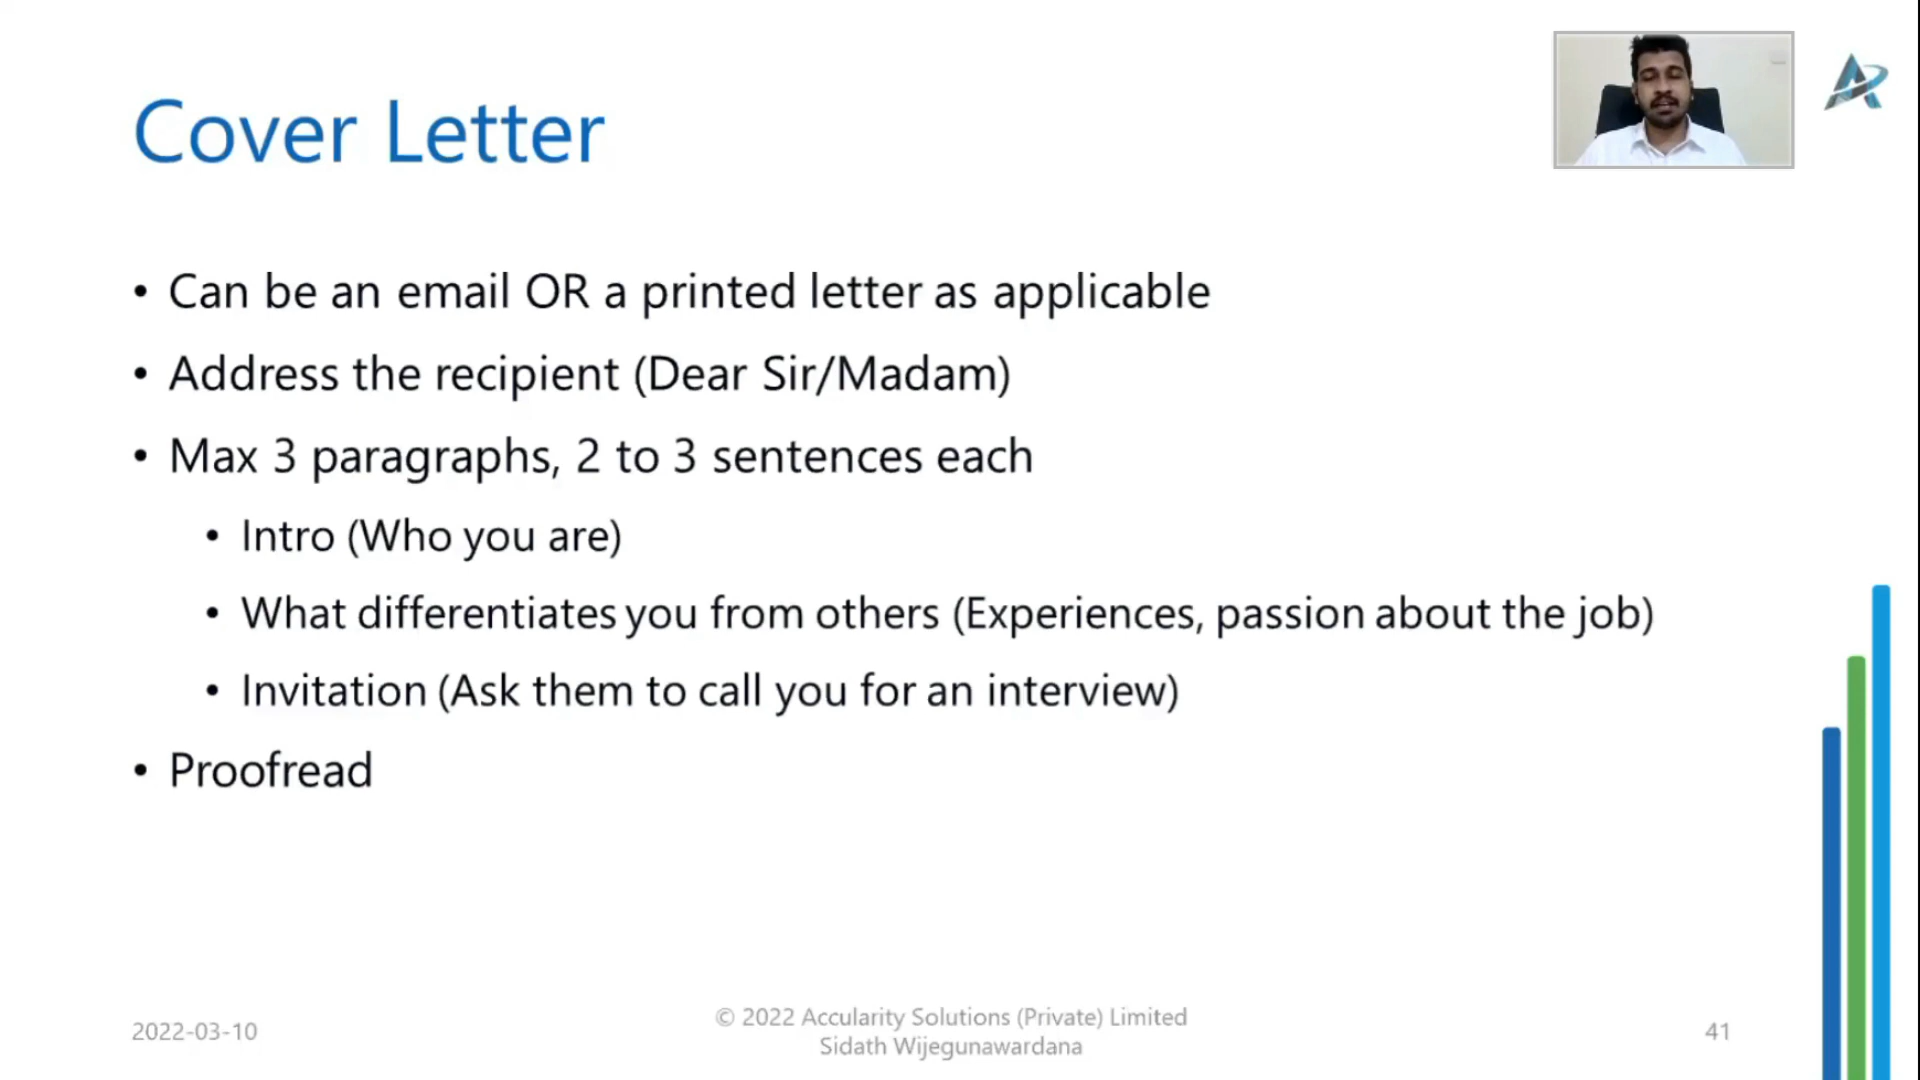 Cover Letter
• Can be an email OR a printed letter as applicable
• Address the recipient (Dear Sir/Madam)
• Max 3 paragraphs, 2 to 3 sentences each
• Intro (Who you are)
• What differentiates you from others (Experiences, passion about the job)
• Invitation (Ask them to call you for an interview)
• Proofread
2022-03-10
© 2022 Accularity Solutions (Private) Limited
Sidath Wijegunawardana
41